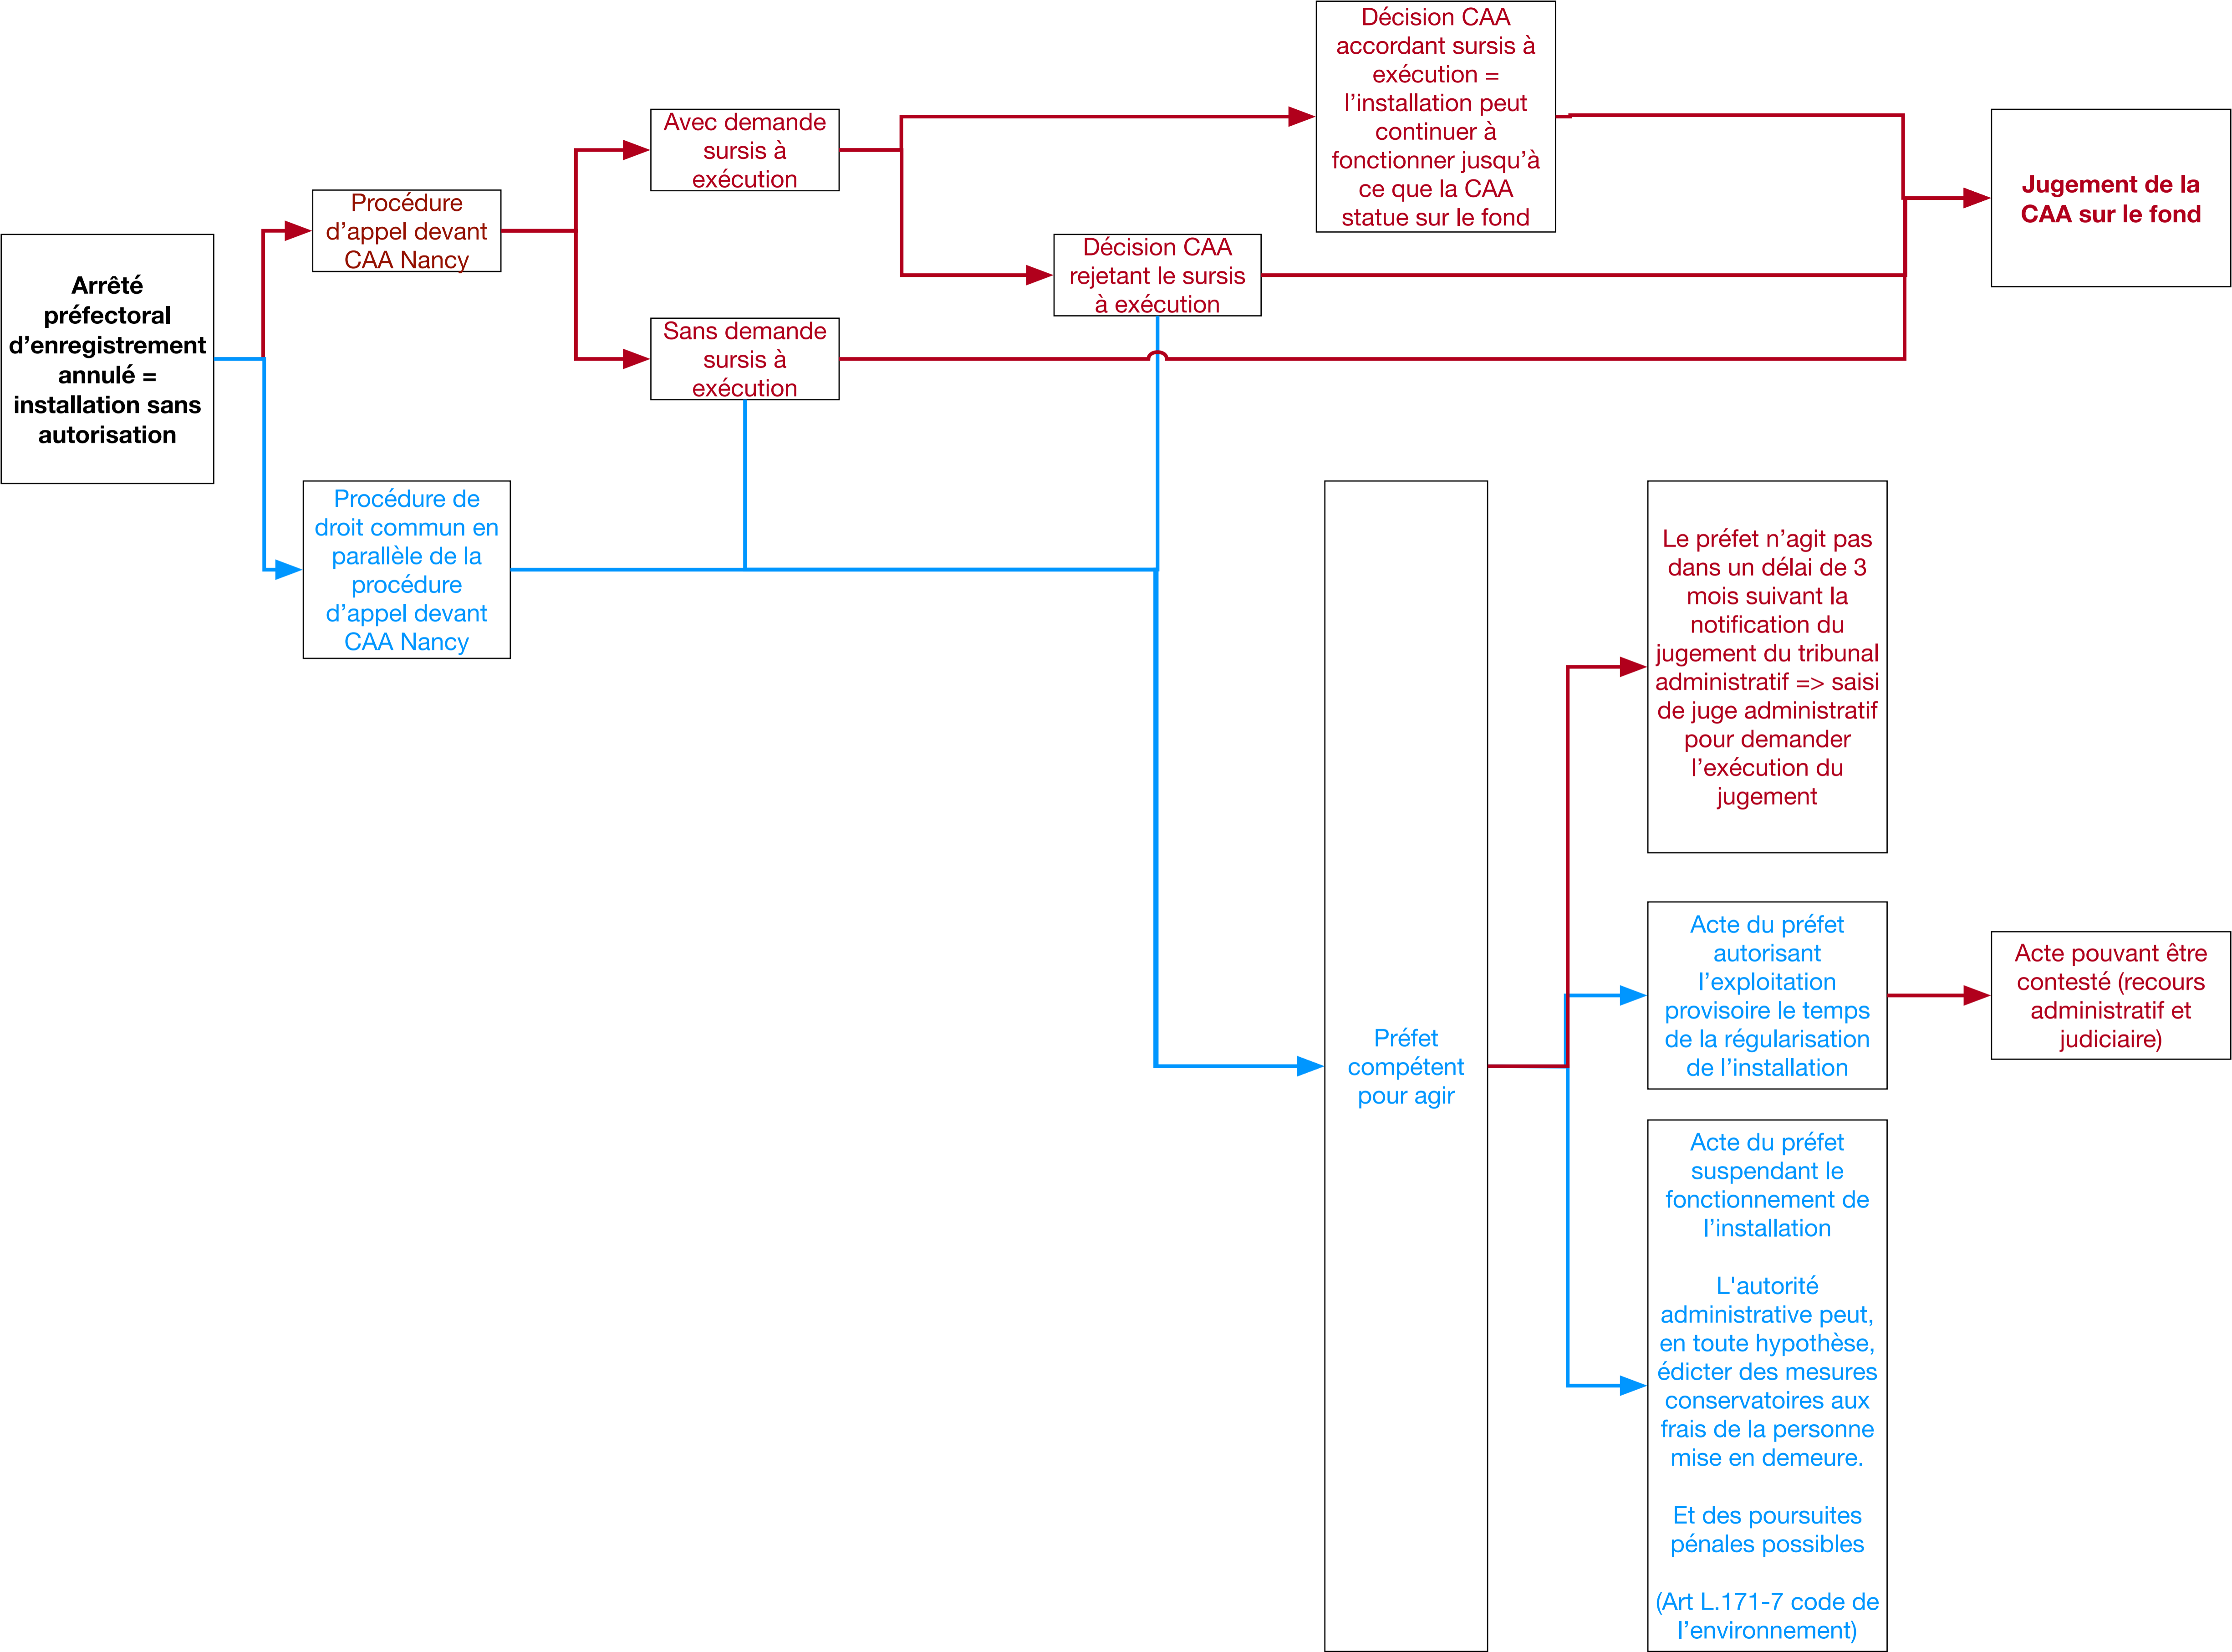 Arrêté
préfectoral
d’enregistrement
annulé =
installation sans
autorisation
Procédure
d’appel devant
CAA Nancy
Procédure de
droit commun en
parallèle de la
procédure
d’appel devant
CAA Nancy
Avec demande
sursis à
exécution
Sans demande
sursis à
exécution
Décision CAA
rejetant le sursis
à exécution
Décision CAA
accordant sursis à
exécution =
l’installation peut
continuer à
fonctionner jusqu’à
ce que la CAA
statue sur le fond
Jugement de la
CAA sur le fond
Préfet
compétent
pour agir
Le préfet n’agit pas
dans un délai de 3
mois suivant la
notification du
jugement du tribunal
administratif => saisi
de juge administratif
pour demander
l’exécution du
jugement
Acte du préfet
autorisant
l’exploitation
provisoire le temps
de la régularisation
de l’installation
Acte pouvant être
contesté (recours
administratif et
judiciaire)
Acte du préfet
suspendant le
fonctionnement de
l’installation
L'autorité
administrative peut,
en toute hypothèse,
édicter des mesures
conservatoires aux
frais de la personne
mise en demeure.
Et des poursuites
pénales possibles
(Art L.171-7 code de
l’environnement)